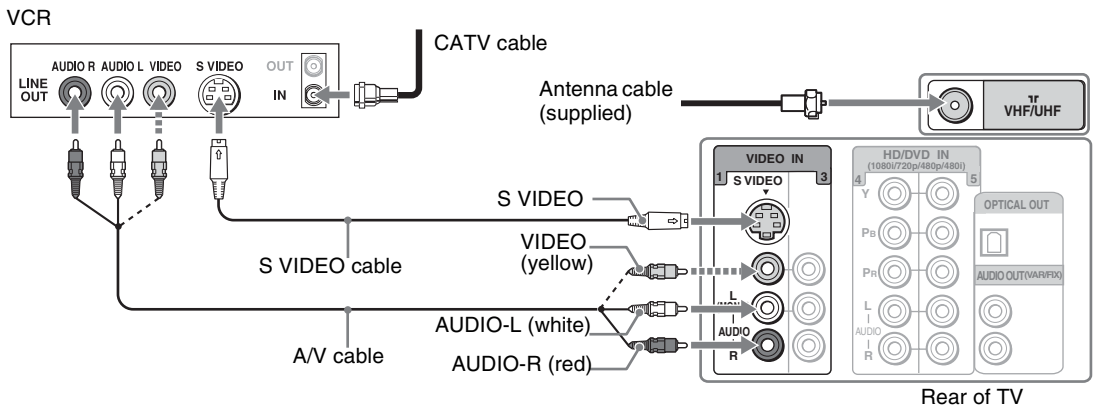 VCR
CATV cable
AUDIO R AUDIO L VIDEO S VIDEO
OUT
LINE OUT
IN
Antenna cable
(supplied)
VHF/UHF
VIDEO IN
1 3
S VIDEO
HD/DVD IN
(1080i/720p/480p/480i)
4 5
Y
PB
PR
L
AUDIO
R
OPTICAL OUT
AUDIO OUT(VAR/FIX)
L
AUDIO
R
S VIDEO
VIDEO
(yellow)
S VIDEO cable
AUDIO-L (white)
A/V cable
AUDIO-R (red)
Rear of TV